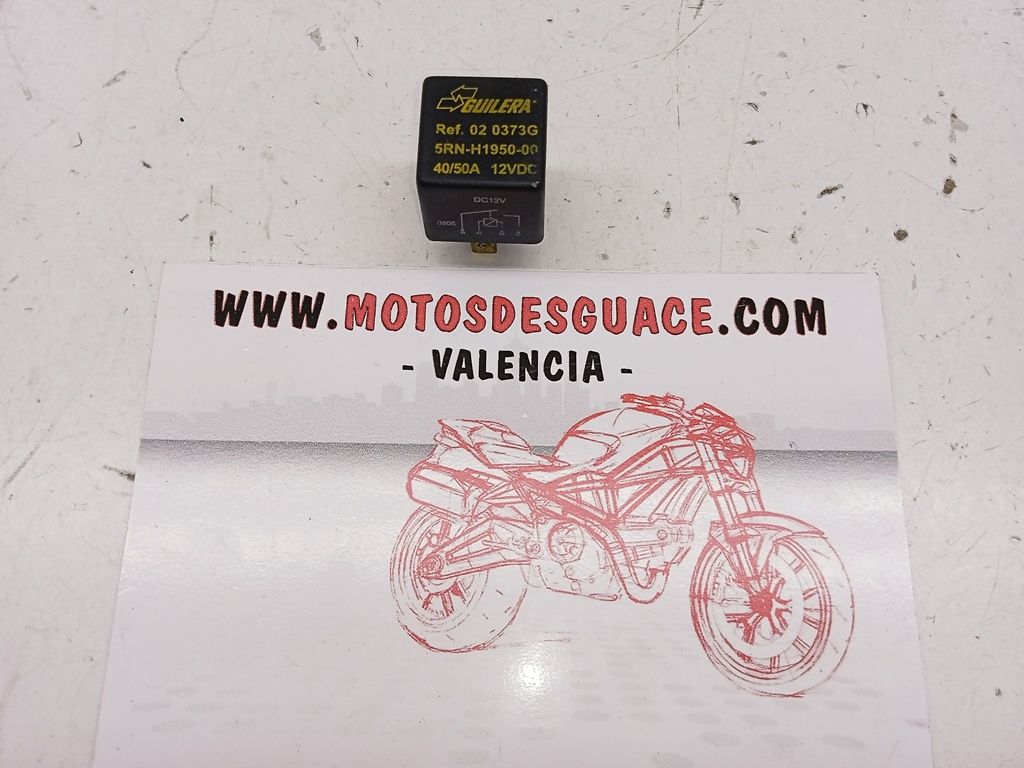 GUILERA
Ref. 02 0373G
5RN-H1950-00
40/50A 12VDC
DC12V
0805
WWW.MOTOSDESGUACE.COM
- VALENCIA -